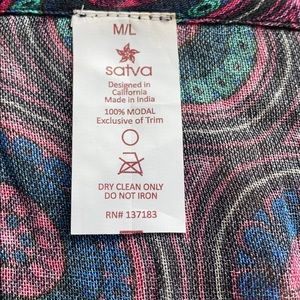 M/L
satva
Designed in
California
Made in India
100% MODAL
Exclusive of Trim
DRY CLEAN ONLY
DO NOT IRON
RN# 137183